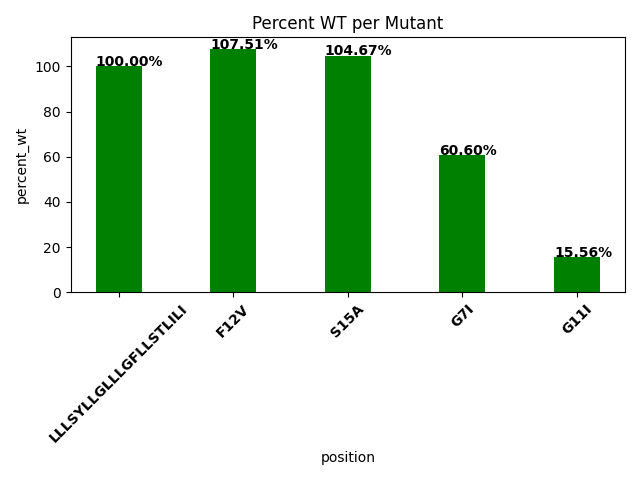 Percent WT per Mutant
percent_wt
100
80
60
40
20
0
100.00%
107.51%
104.67%
60.60%
15.56%
LLLSYLLGLLLGFLLSTLILI
F12V
S15A
G7I
G11I
position